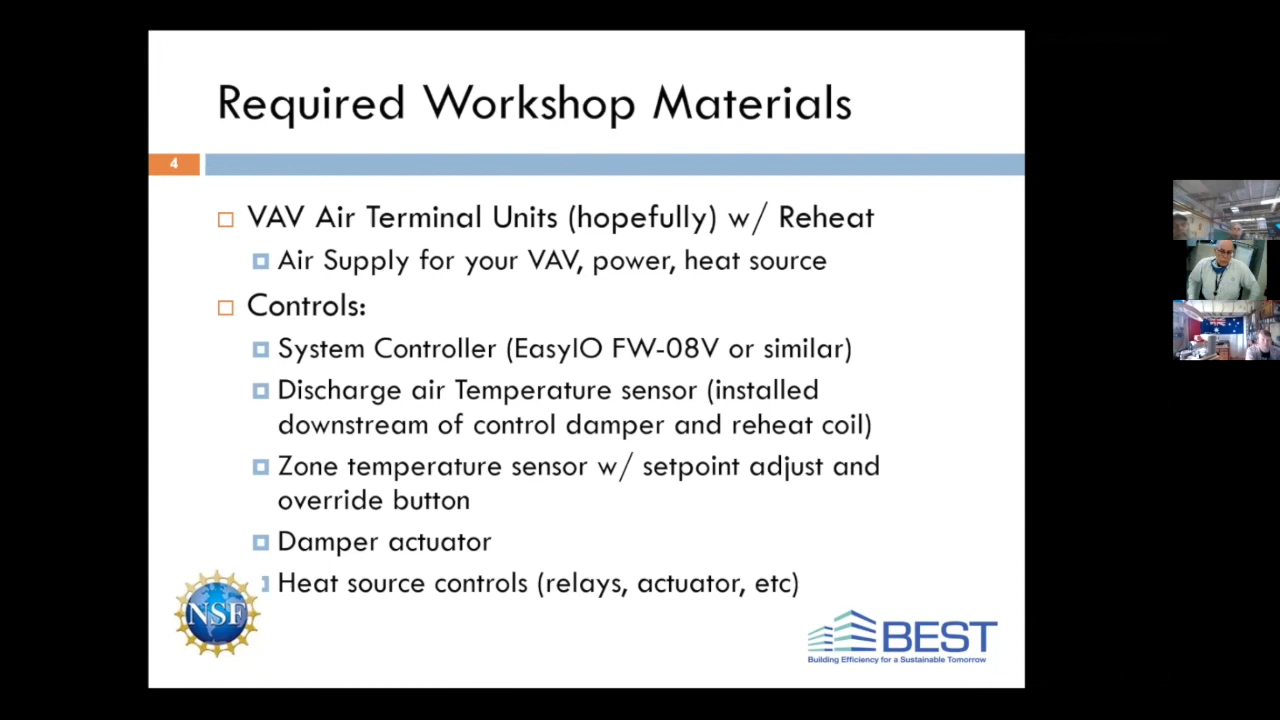 Required Workshop Materials
4
VAV Air Terminal Units (hopefully) w/ Reheat
Air Supply for your VAV, power, heat source
Controls:
System Controller (EasyIO FW-08V or similar)
Discharge air Temperature sensor (installed
downstream of control damper and reheat coil)
Zone temperature sensor w/ setpoint adjust and
override button
Damper actuator
Heat source controls (relays, actuator, etc)
NSF
BEST
Building Efficiency for a Sustainable Tomorrow